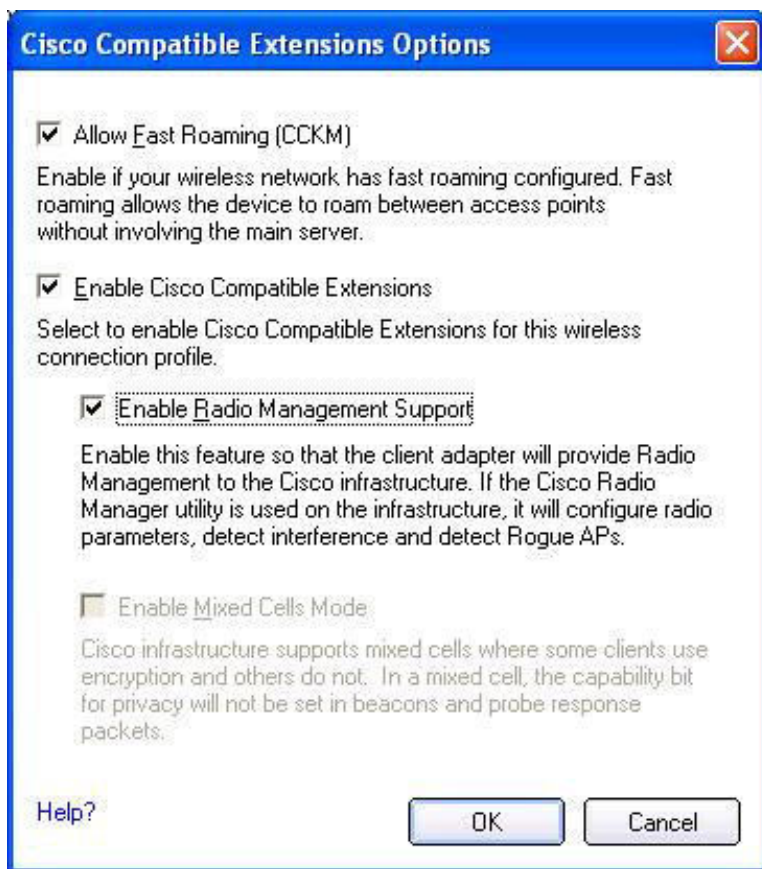 Cisco Compatible Extensions Options
Allow Fast Roaming (CCKM)
Enable if your wireless network has fast roaming configured. Fast
roaming allows the device to roam between access points
without involving the main server.
Enable Cisco Compatible Extensions
Select to enable Cisco Compatible Extensions for this wireless
connection profile.
Enable Radio Management Support
Enable this feature so that the client adapter will provide Radio
Management to the Cisco infrastructure. If the Cisco Radio
Manager utility is used on the infrastructure, it will configure radio
parameters, detect interference and detect Rogue APs.
Enable Mixed Cells Mode
Cisco infrastructure supports mixed cells where some clients use
encryption and others do not. In a mixed cell, the capability bit
for privacy will not be set in beacons and probe response
packets.
Help?
OK
Cancel